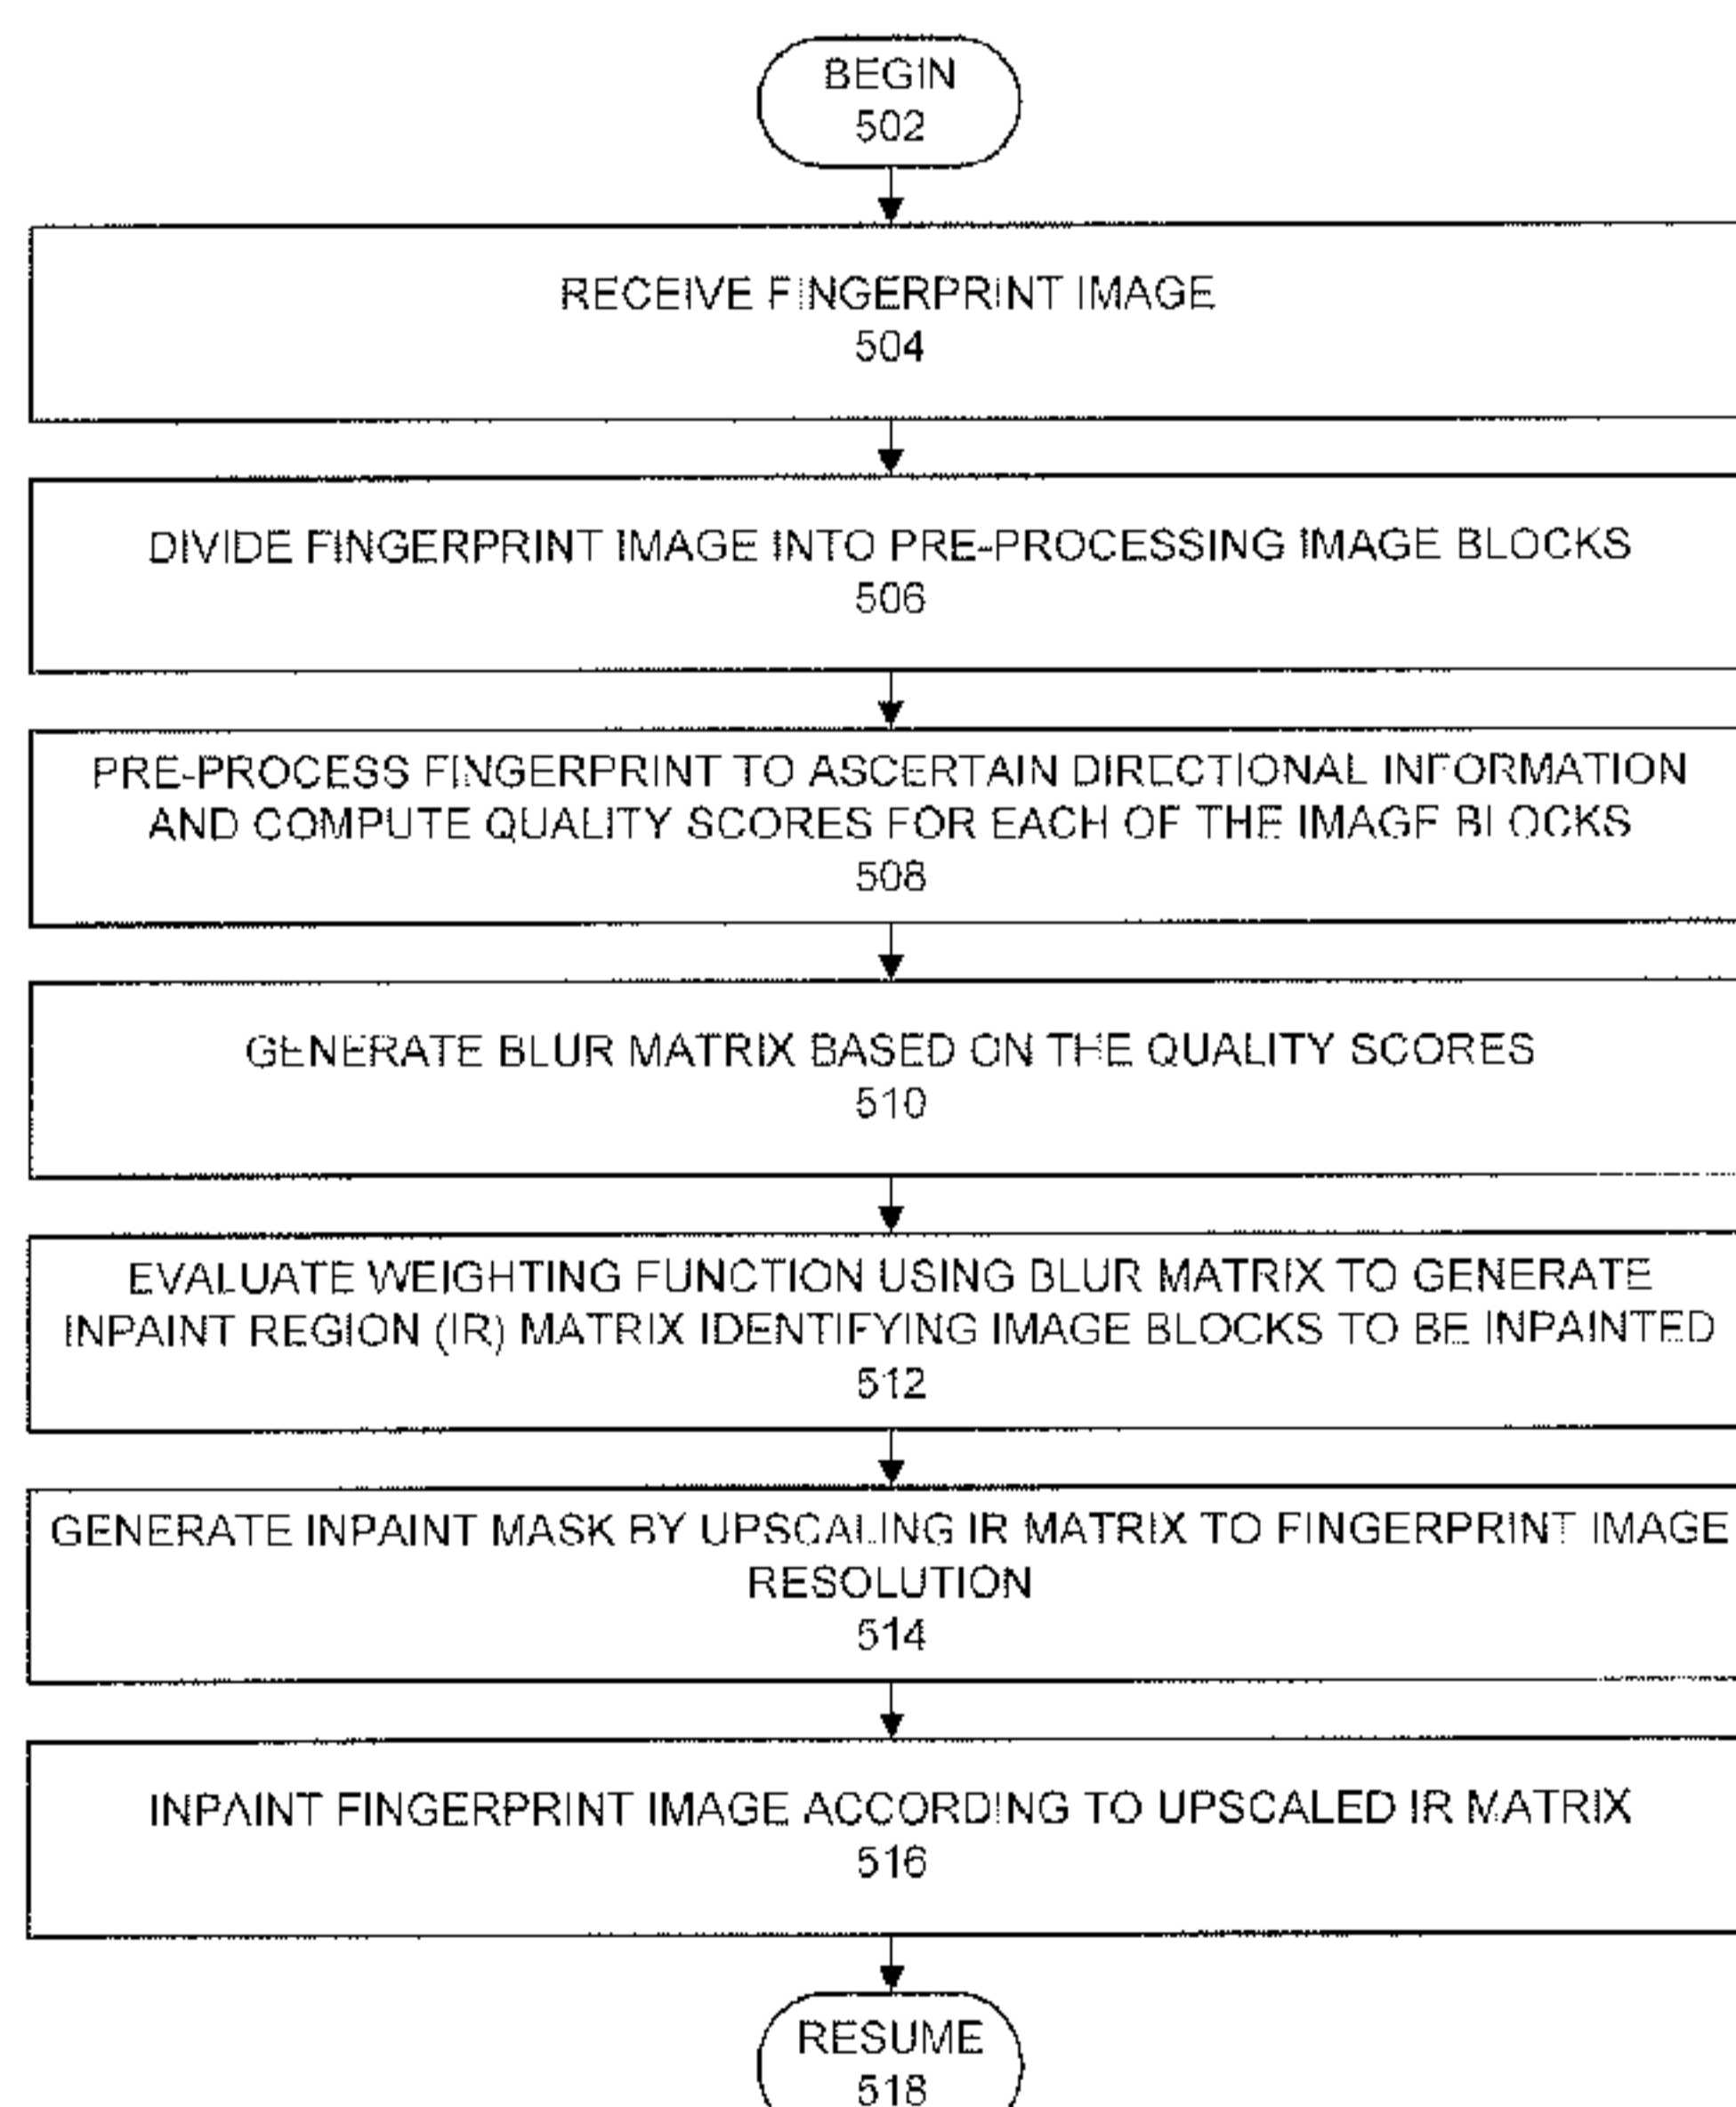 BEGIN
502
RECEIVE FINGERPRINT IMAGE
504
DIVIDE FINGERPRINT IMAGE INTO PRE-PROCESSING IMAGE BLOCKS
506
PRE-PROCESS FINGERPRINT TO ASCERTAIN DIRECTIONAL INFORMATION
AND COMPUTE QUALITY SCORES FOR EACH OF THE IMAGE BLOCKS
508
GENERATE BLUR MATRIX BASED ON THE QUALITY SCORES
510
EVALUATE WEIGHTING FUNCTION USING BLUR MATRIX TO GENERATE
INPAINT REGION (IR) MATRIX IDENTIFYING IMAGE BLOCKS TO BE INPAINTED
512
GENERATE INPAINT MASK BY UPSCALING IR MATRIX TO FINGERPRINT IMAGE
RESOLUTION
514
INPAINT FINGERPRINT IMAGE ACCORDING TO UPSCALED IR MATRIX
516
RESUME
518